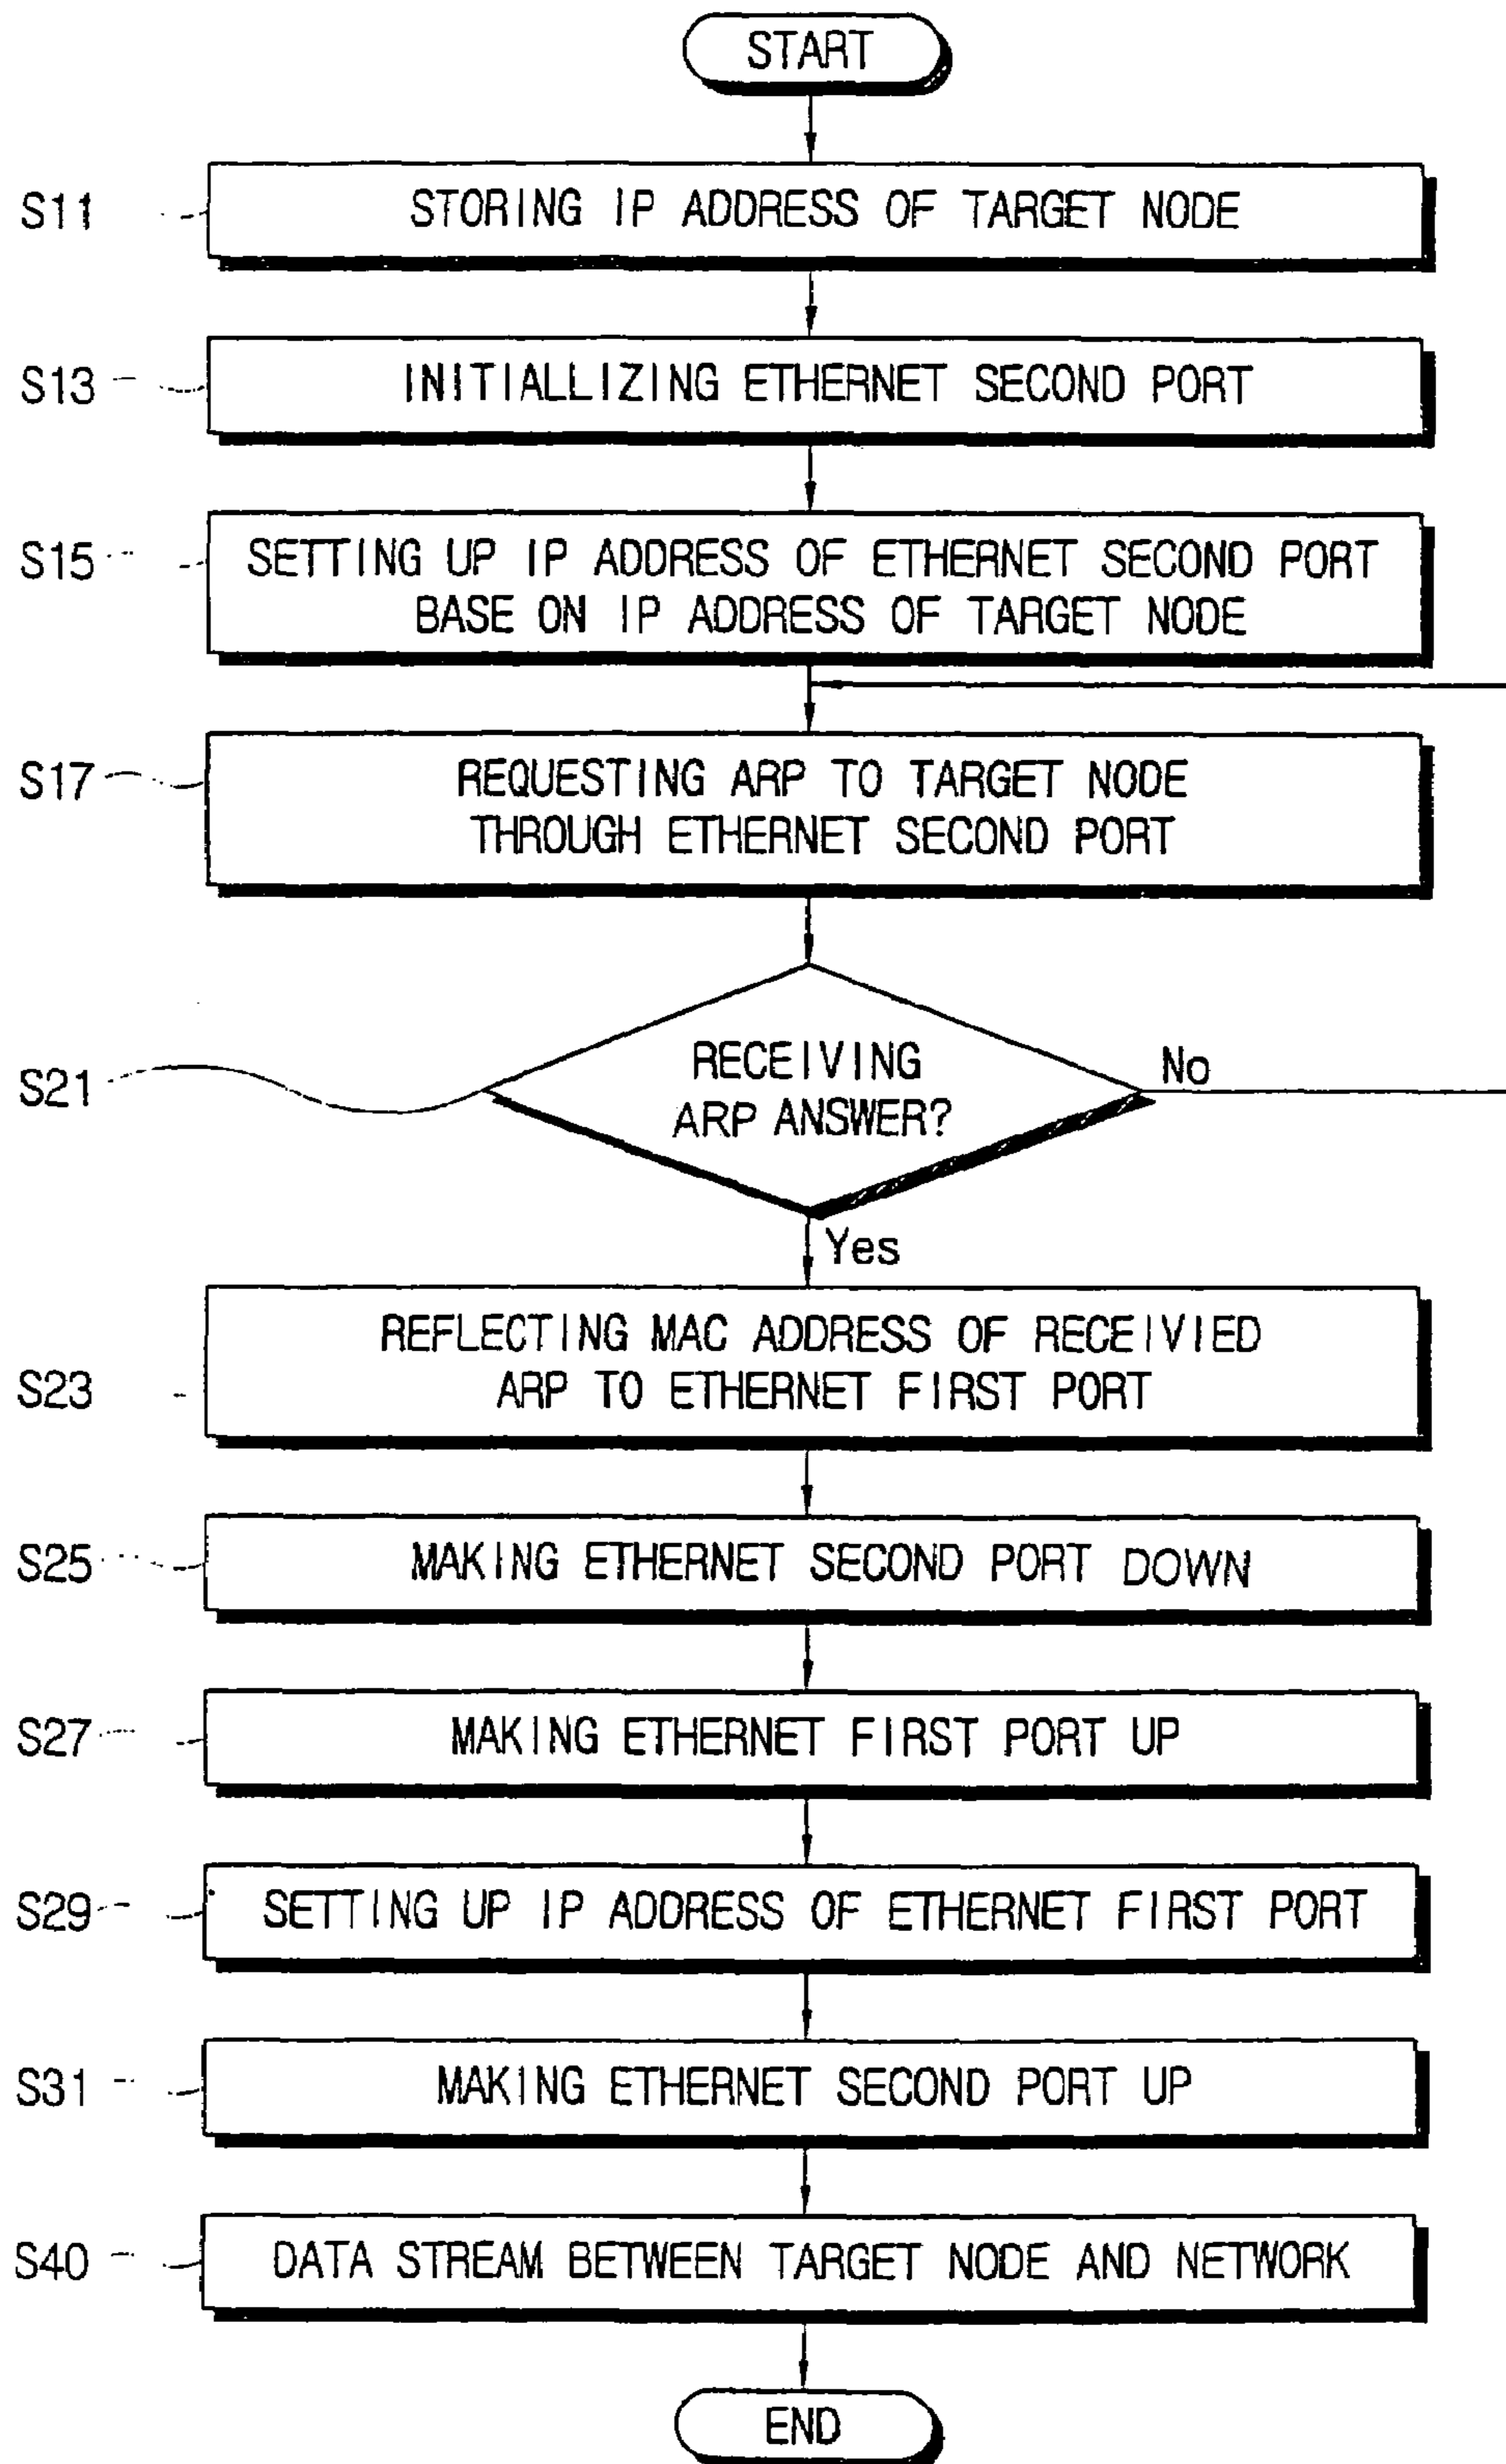 START
S11 STORING IP ADDRESS OF TARGET NODE
S13 INITIALLIZING ETHERNET SECOND PORT
S15 SETTING UP IP ADDRESS OF ETHERNET SECOND PORT
BASE ON IP ADDRESS OF TARGET NODE
S17 REQUESTING ARP TO TARGET NODE
THROUGH ETHERNET SECOND PORT
S21 RECEIVING
ARP ANSWER?
No
Yes
REFLECTING MAC ADDRESS OF RECEIVIED
S23 ARP TO ETHERNET FIRST PORT
S25 MAKING ETHERNET SECOND PORT DOWN
S27 MAKING ETHERNET FIRST PORT UP
S29 SETTING UP IP ADDRESS OF ETHERNET FIRST PORT
S31 MAKING ETHERNET SECOND PORT UP
S40 DATA STREAM BETWEEN TARGET NODE AND NETWORK
END